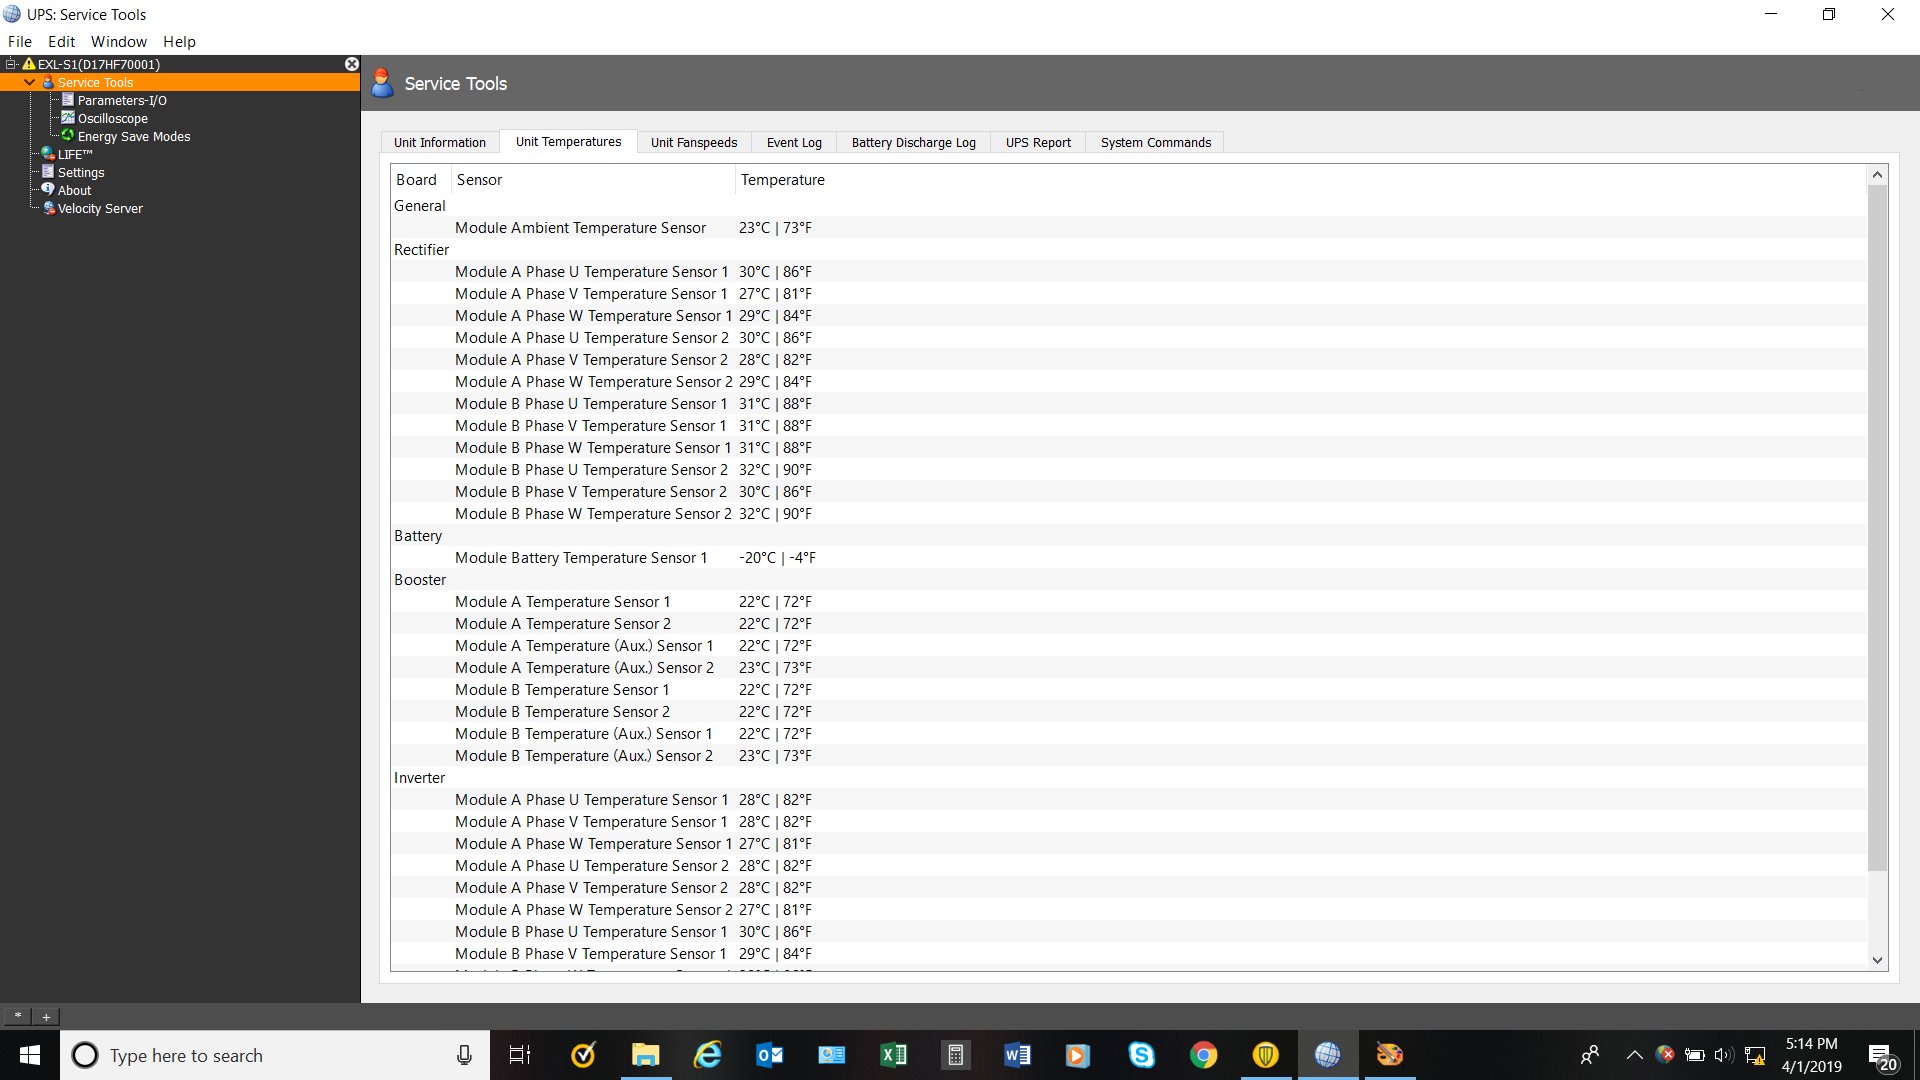 UPS: Service Tools
File Edit Window Help
EXL-S1(D17HF70001)
Service Tools
Parameters-I/O
Oscilloscope
Energy Save Modes
LIFE™
Settings
About
Velocity Server
Service Tools
Unit Information Unit Temperatures Unit Fanspeeds Event Log Battery Discharge Log UPS Report System Commands
Board Sensor Temperature
General
Module Ambient Temperature Sensor 23°C | 73°F
Rectifier
Module A Phase U Temperature Sensor 1 30°C | 86°F
Module A Phase V Temperature Sensor 1 27°C | 81°F
Module A Phase W Temperature Sensor 1 29°C | 84°F
Module A Phase U Temperature Sensor 2 30°C | 86°F
Module A Phase V Temperature Sensor 2 28°C | 82°F
Module A Phase W Temperature Sensor 2 29°C | 84°F
Module B Phase U Temperature Sensor 1 31°C | 88°F
Module B Phase V Temperature Sensor 1 31°C | 88°F
Module B Phase W Temperature Sensor 1 31°C | 88°F
Module B Phase U Temperature Sensor 2 32°C | 90°F
Module B Phase V Temperature Sensor 2 30°C | 86°F
Module B Phase W Temperature Sensor 2 32°C | 90°F
Battery
Module Battery Temperature Sensor 1 -20°C | -4°F
Booster
Module A Temperature Sensor 1 22°C | 72°F
Module A Temperature Sensor 2 22°C | 72°F
Module A Temperature (Aux.) Sensor 1 22°C | 72°F
Module A Temperature (Aux.) Sensor 2 23°C | 73°F
Module B Temperature Sensor 1 22°C | 72°F
Module B Temperature Sensor 2 22°C | 72°F
Module B Temperature (Aux.) Sensor 1 22°C | 72°F
Module B Temperature (Aux.) Sensor 2 23°C | 73°F
Inverter
Module A Phase U Temperature Sensor 1 28°C | 82°F
Module A Phase V Temperature Sensor 1 28°C | 82°F
Module A Phase W Temperature Sensor 1 27°C | 81°F
Module A Phase U Temperature Sensor 2 28°C | 82°F
Module A Phase V Temperature Sensor 2 28°C | 82°F
Module A Phase W Temperature Sensor 2 27°C | 81°F
Module B Phase U Temperature Sensor 1 30°C | 86°F
Module B Phase V Temperature Sensor 1 29°C | 84°F
* +
Type here to search
5:14 PM
4/1/2019
20